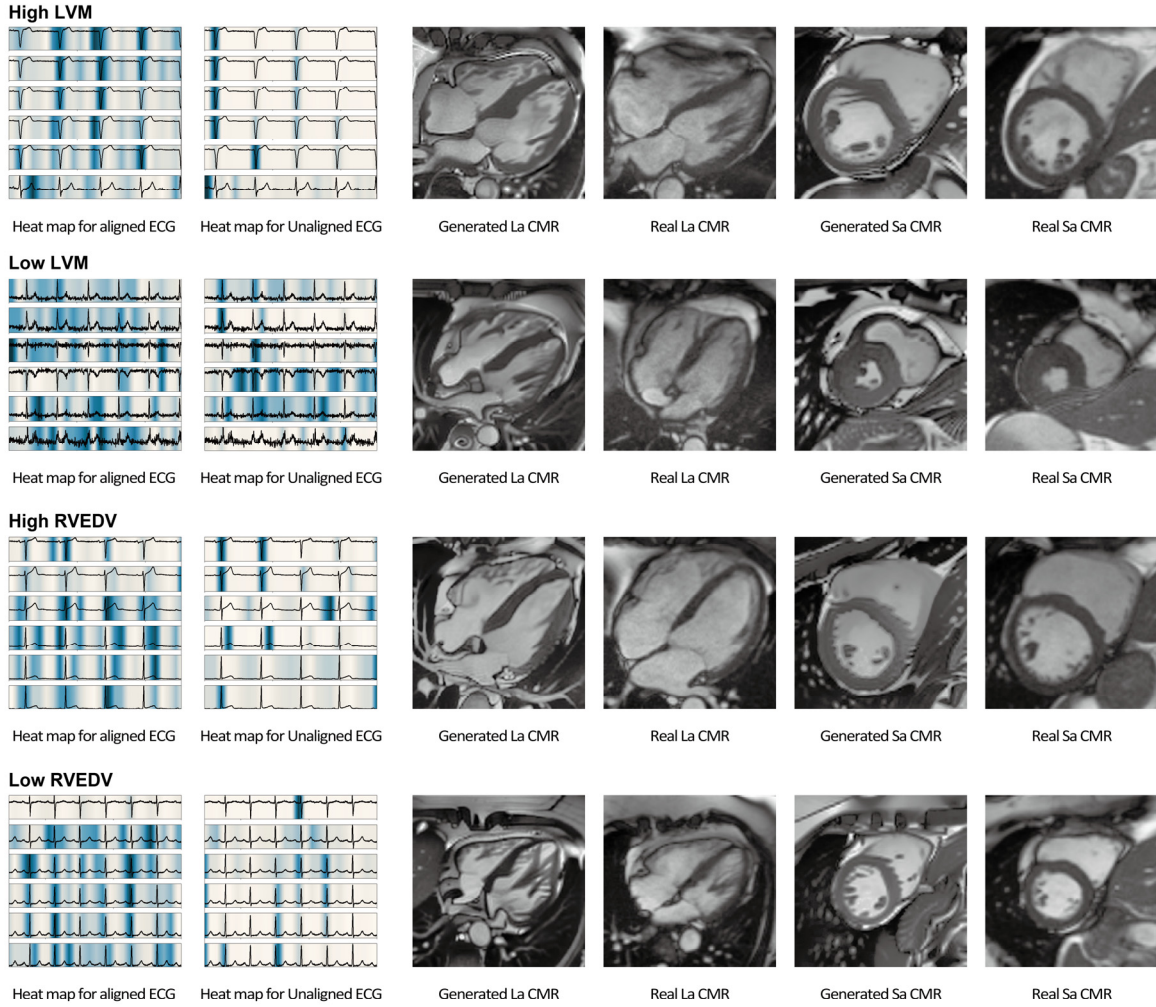 High LVM
Heat map for aligned ECG Heat map for Unaligned ECG Generated La CMR Real La CMR Generated Sa CMR Real Sa CMR
Low LVM
Heat map for aligned ECG Heat map for Unaligned ECG Generated La CMR Real La CMR Generated Sa CMR Real Sa CMR
High RVEDV
Heat map for aligned ECG Heat map for Unaligned ECG Generated La CMR Real La CMR Generated Sa CMR Real Sa CMR
Low RVEDV
Heat map for aligned ECG Heat map for Unaligned ECG Generated La CMR Real La CMR Generated Sa CMR Real Sa CMR